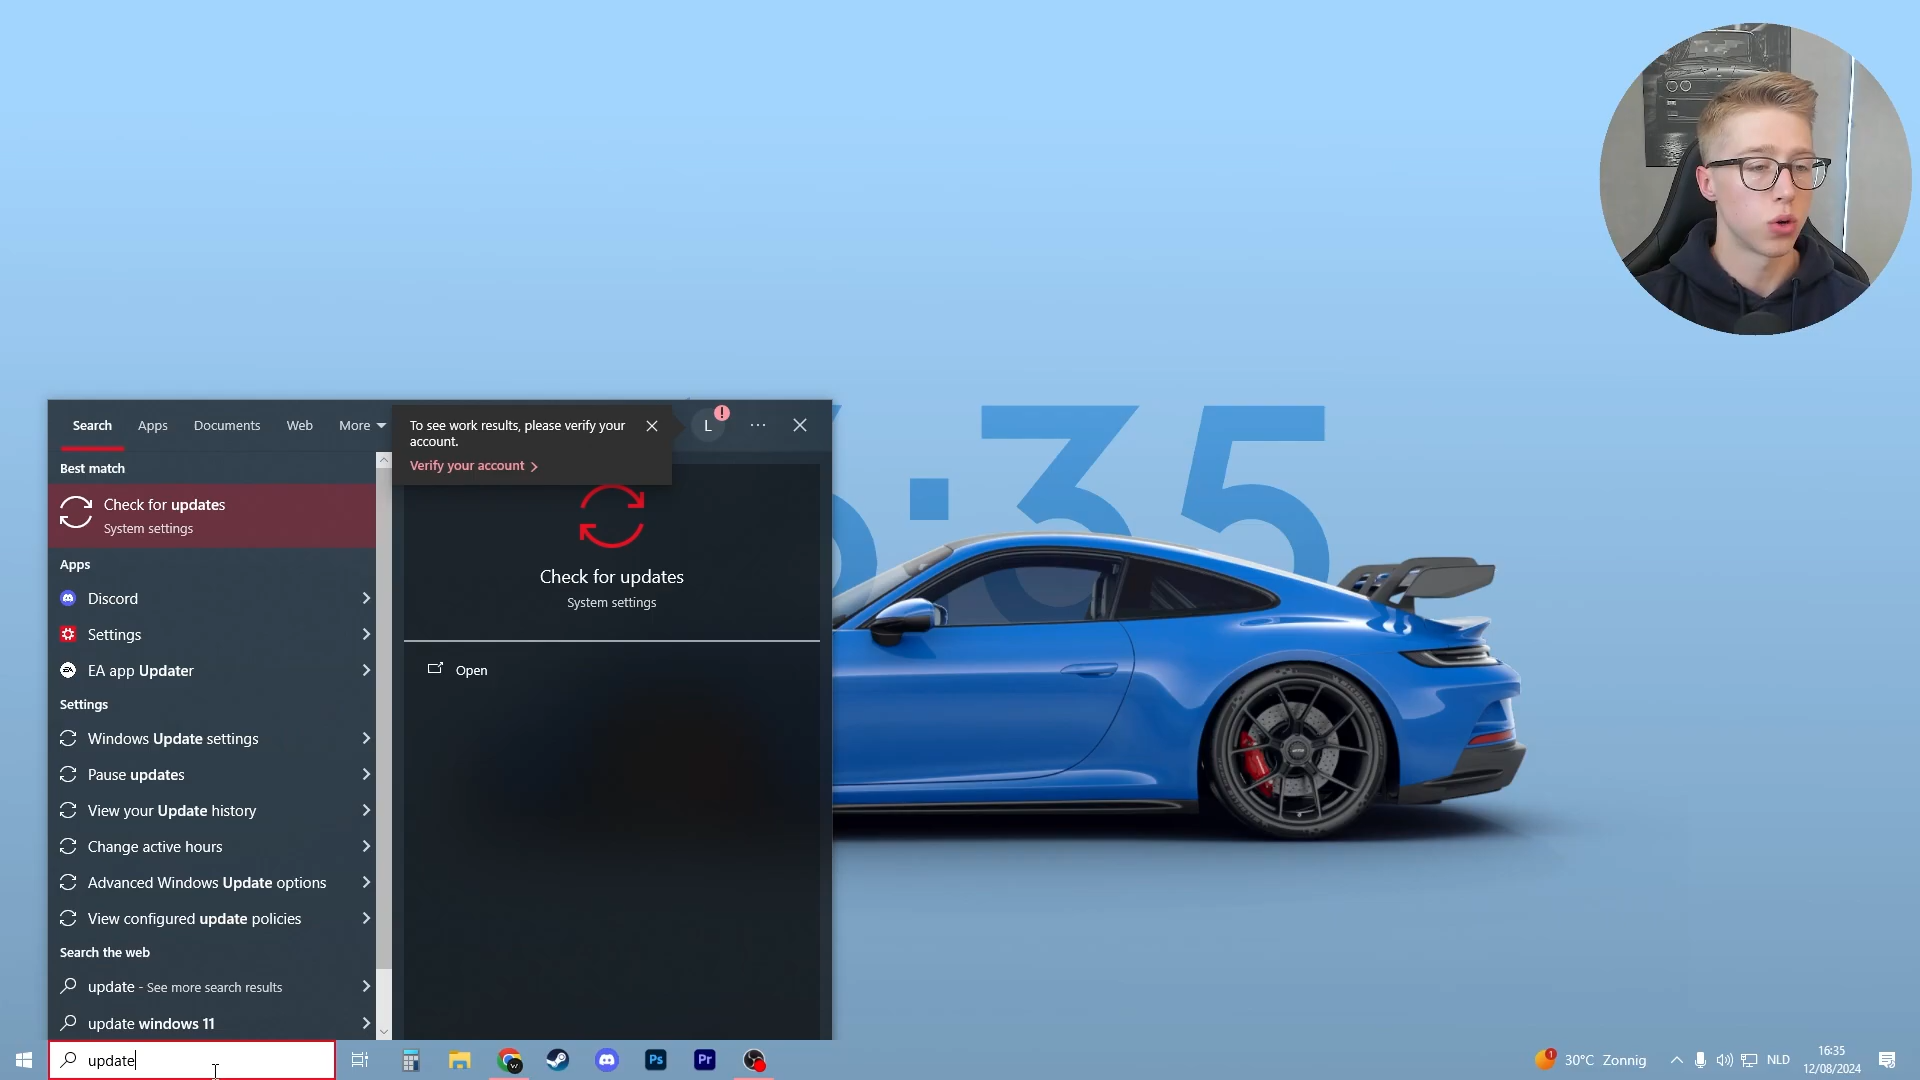 Search Apps Documents Web More
To see work results, please verify your
account.
Verify your account
L ! ...
Best match
Check for updates
System settings
Apps
Discord
Settings
EA app Updater
Settings
Windows Update settings
Pause updates
View your Update history
Change active hours
Advanced Windows Update options
View configured update policies
Search the web
update - See more search results
update windows 11
Check for updates
System settings
Open
:35
update
Ps
Pr
W
1
30°C Zonnig
NLD
16:35
12/08/2024